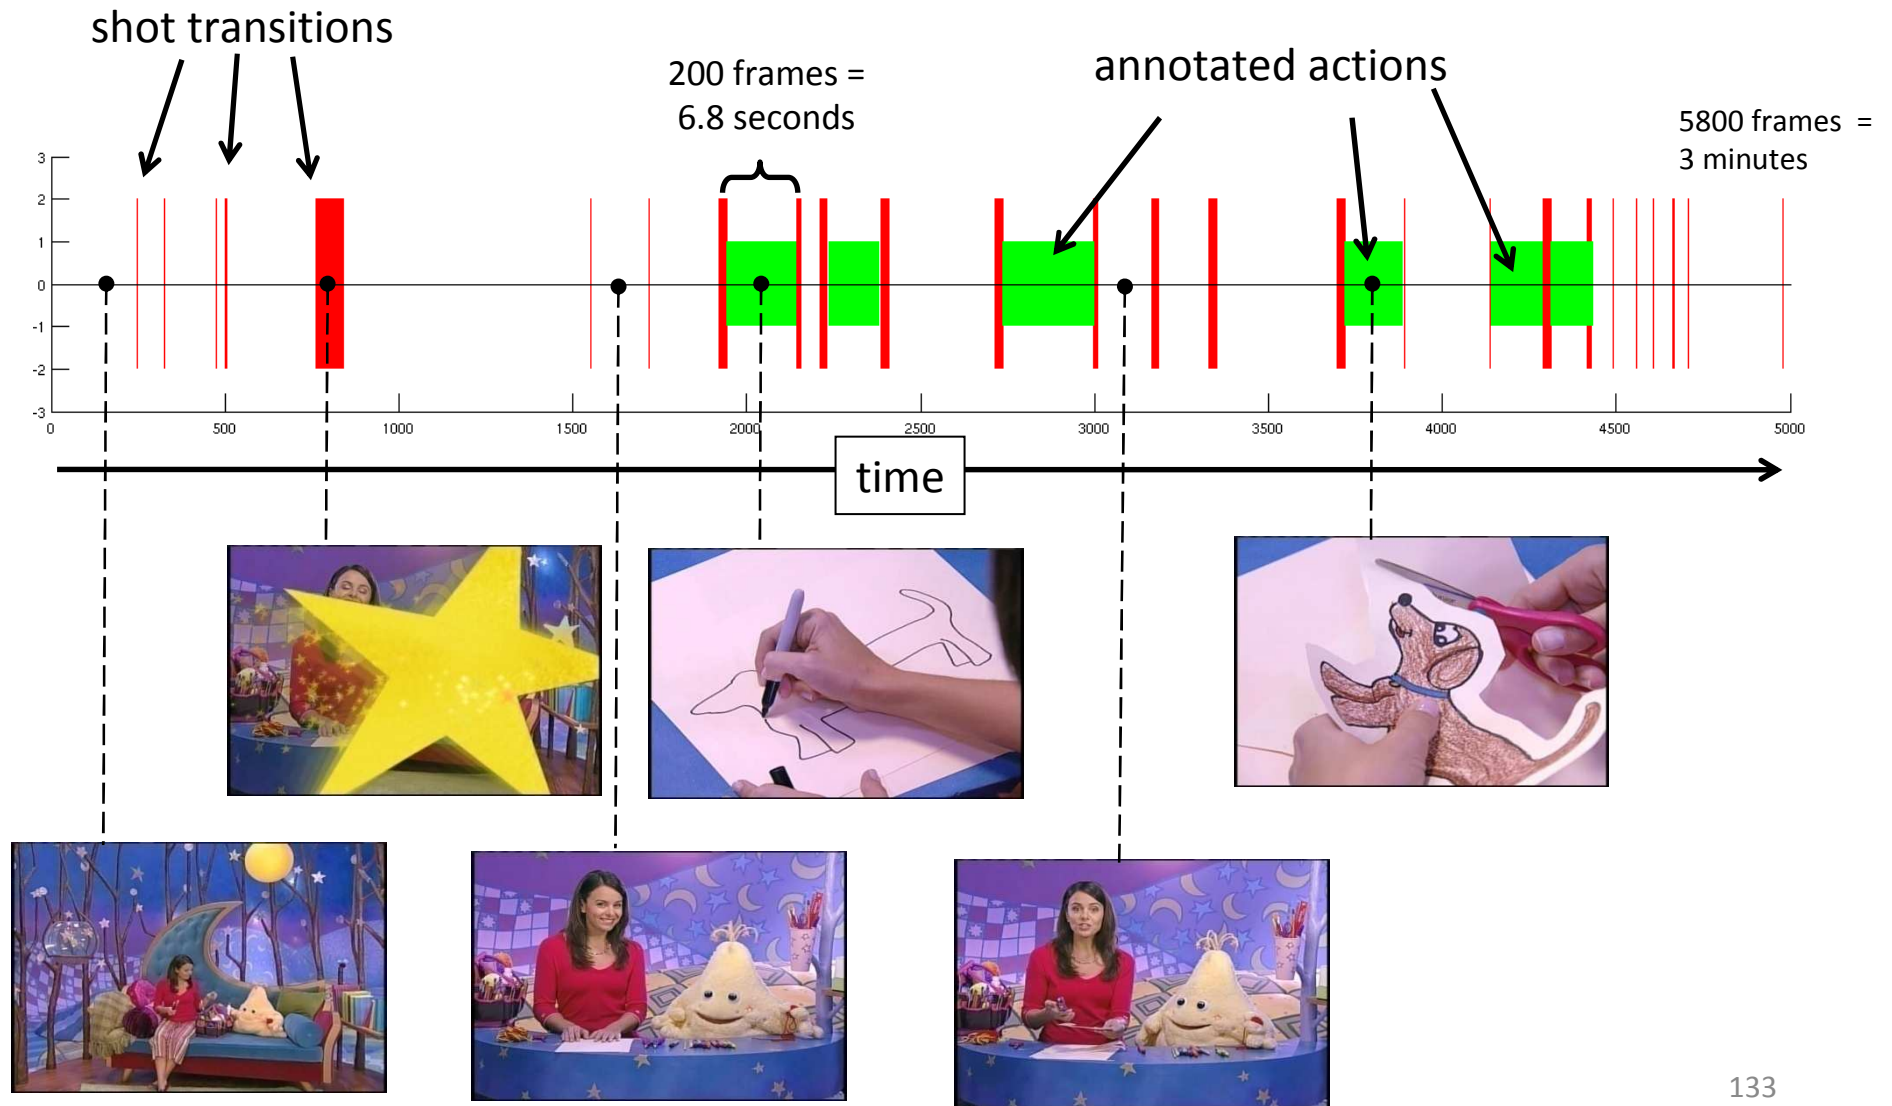 shot transitions
200 frames =
6.8 seconds
annotated actions
5800 frames =
3 minutes
3
2
1
0
-1
-2
-3
0 500 1000 1500 2000 2500 3000 3500 4000 4500 5000
time
133